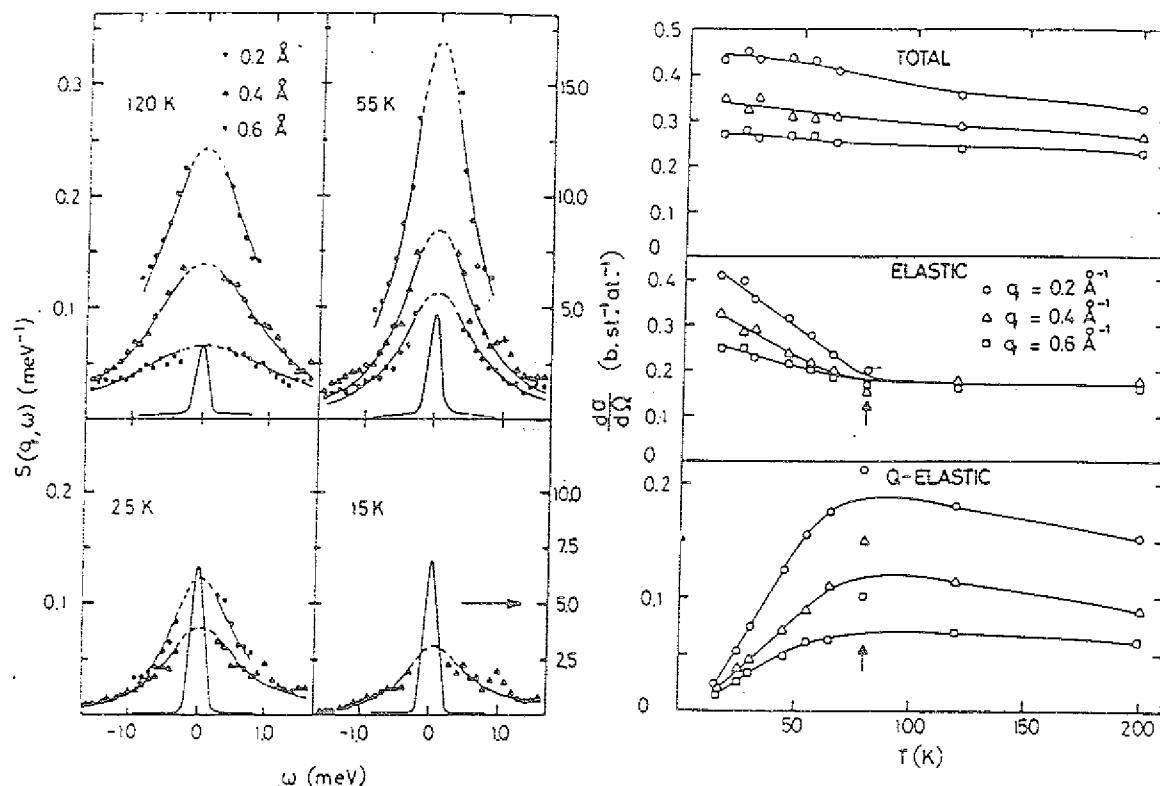 120 K
• 0.2 Å
▴ 0.4 Å
• 0.6 Å
55 K
25 K
15 K
0.3
0.2
0.1
0.2
0.1
15.0
10.0
5.0
10.0
7.5
5.0
2.5
S(q,ω) (meV⁻¹)
-1.0 0 1.0
-1.0 0 1.0
ω (meV)
TOTAL
0.5
0.4
0.3
0.2
0.1
0
ELASTIC
○ q = 0.2 Å⁻¹
△ q = 0.4 Å⁻¹
□ q = 0.6 Å⁻¹
0.4
0.3
0.2
0.1
0
Q-ELASTIC
0.2
0.1
0
dσ/dΩ (b. st⁻¹ at⁻¹)
50 100 150 200
T(K)